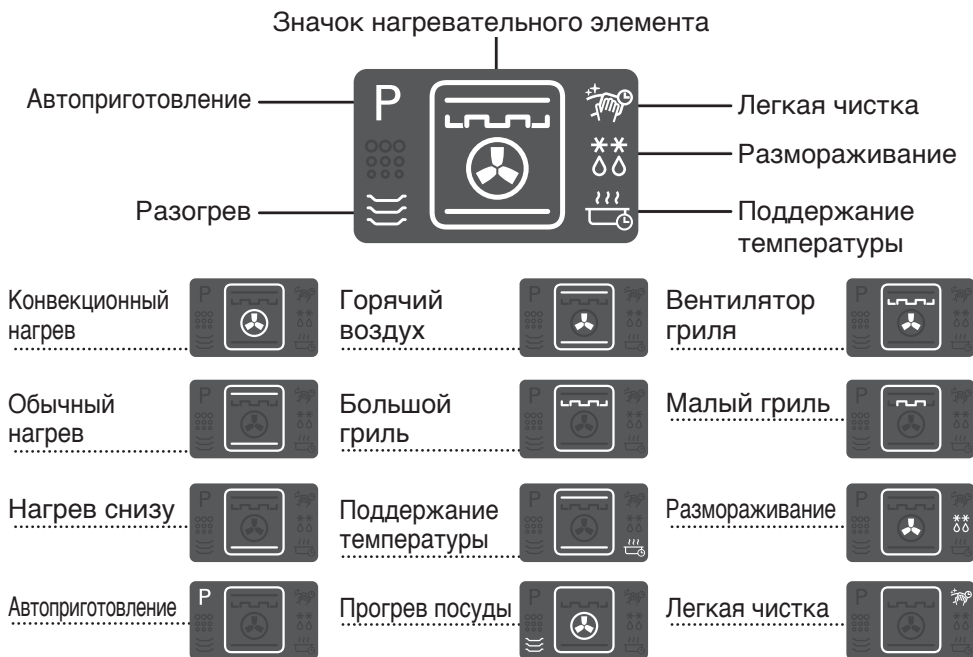 Значок нагревательного элемента
Автоприготовление
P
Легкая чистка
Размораживание
Разогрев
Поддержание
температуры
Конвекционный
нагрев
P
Горячий
воздух
P
Вентилятор
гриля
P
Обычный
нагрев
P
Большой
гриль
P
Малый гриль
P
Нагрев снизу
P
Поддержание
температуры
P
Размораживание
P
Автоприготовление
P
Прогрев посуды
P
Легкая чистка
P